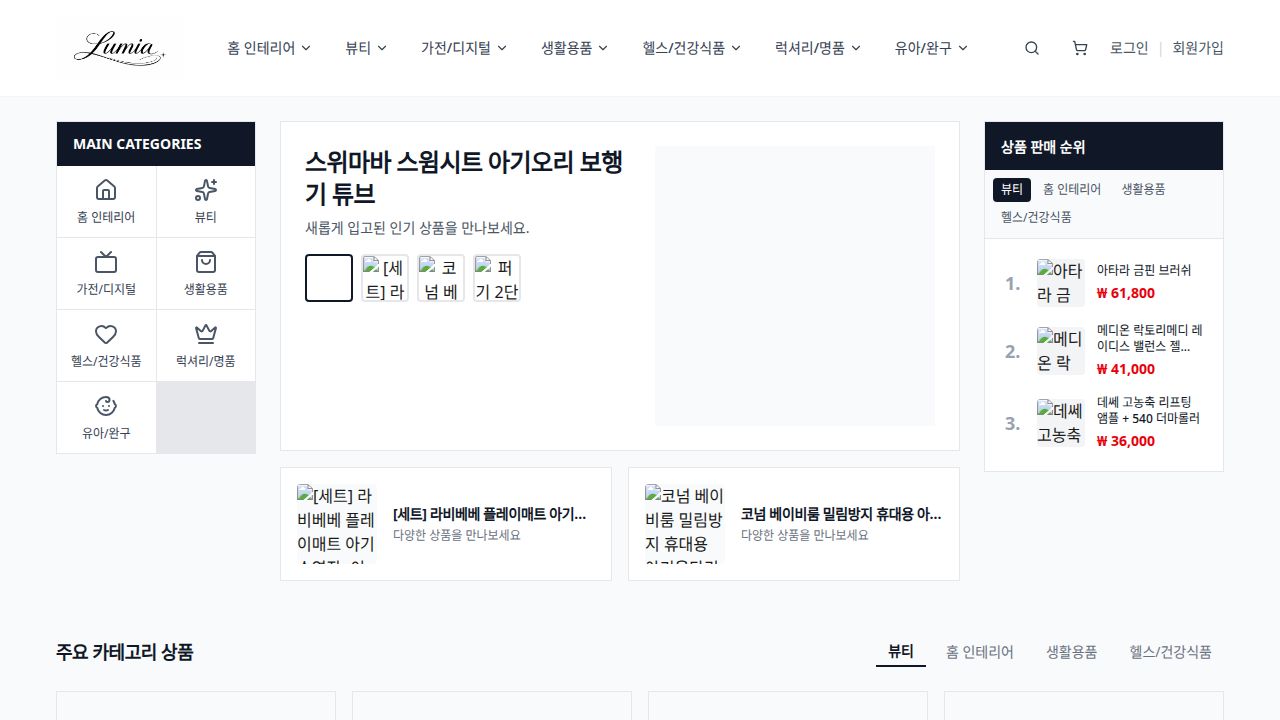 Lumia
홈 인테리어
뷰티
가전/디지털
생활용품
헬스/건강식품
럭셔리/명품
유아/완구
로그인 | 회원가입
MAIN CATEGORIES
홈 인테리어
뷰티
가전/디지털
생활용품
헬스/건강식품
럭셔리/명품
유아/완구
스위마바 스윔시트 아기오리 보행
기 튜브
새롭게 입고된 인기 상품을 만나보세요.
[세
트] 라
코
넘 베
퍼
기 2단
[세트] 라
비베베 플레
이매트 아기
[세트] 라비베베 플레이매트 아기...
다양한 상품을 만나보세요
코넘 베이
비룸 밀림방
지 휴대용
코넘 베이비룸 밀림방지 휴대용 아...
다양한 상품을 만나보세요
상품 판매 순위
뷰티
홈 인테리어
생활용품
헬스/건강식품
1.
아타
라 금
아타라 금핀 브러쉬
₩ 61,800
2.
메디
온 락
메디온 락토리메디 레
이디스 밸런스 젤...
₩ 41,000
3.
데쎄
고농축
데쎄 고농축 리프팅
앰플 + 540 더마롤러
₩ 36,000
주요 카테고리 상품
뷰티
홈 인테리어
생활용품
헬스/건강식품